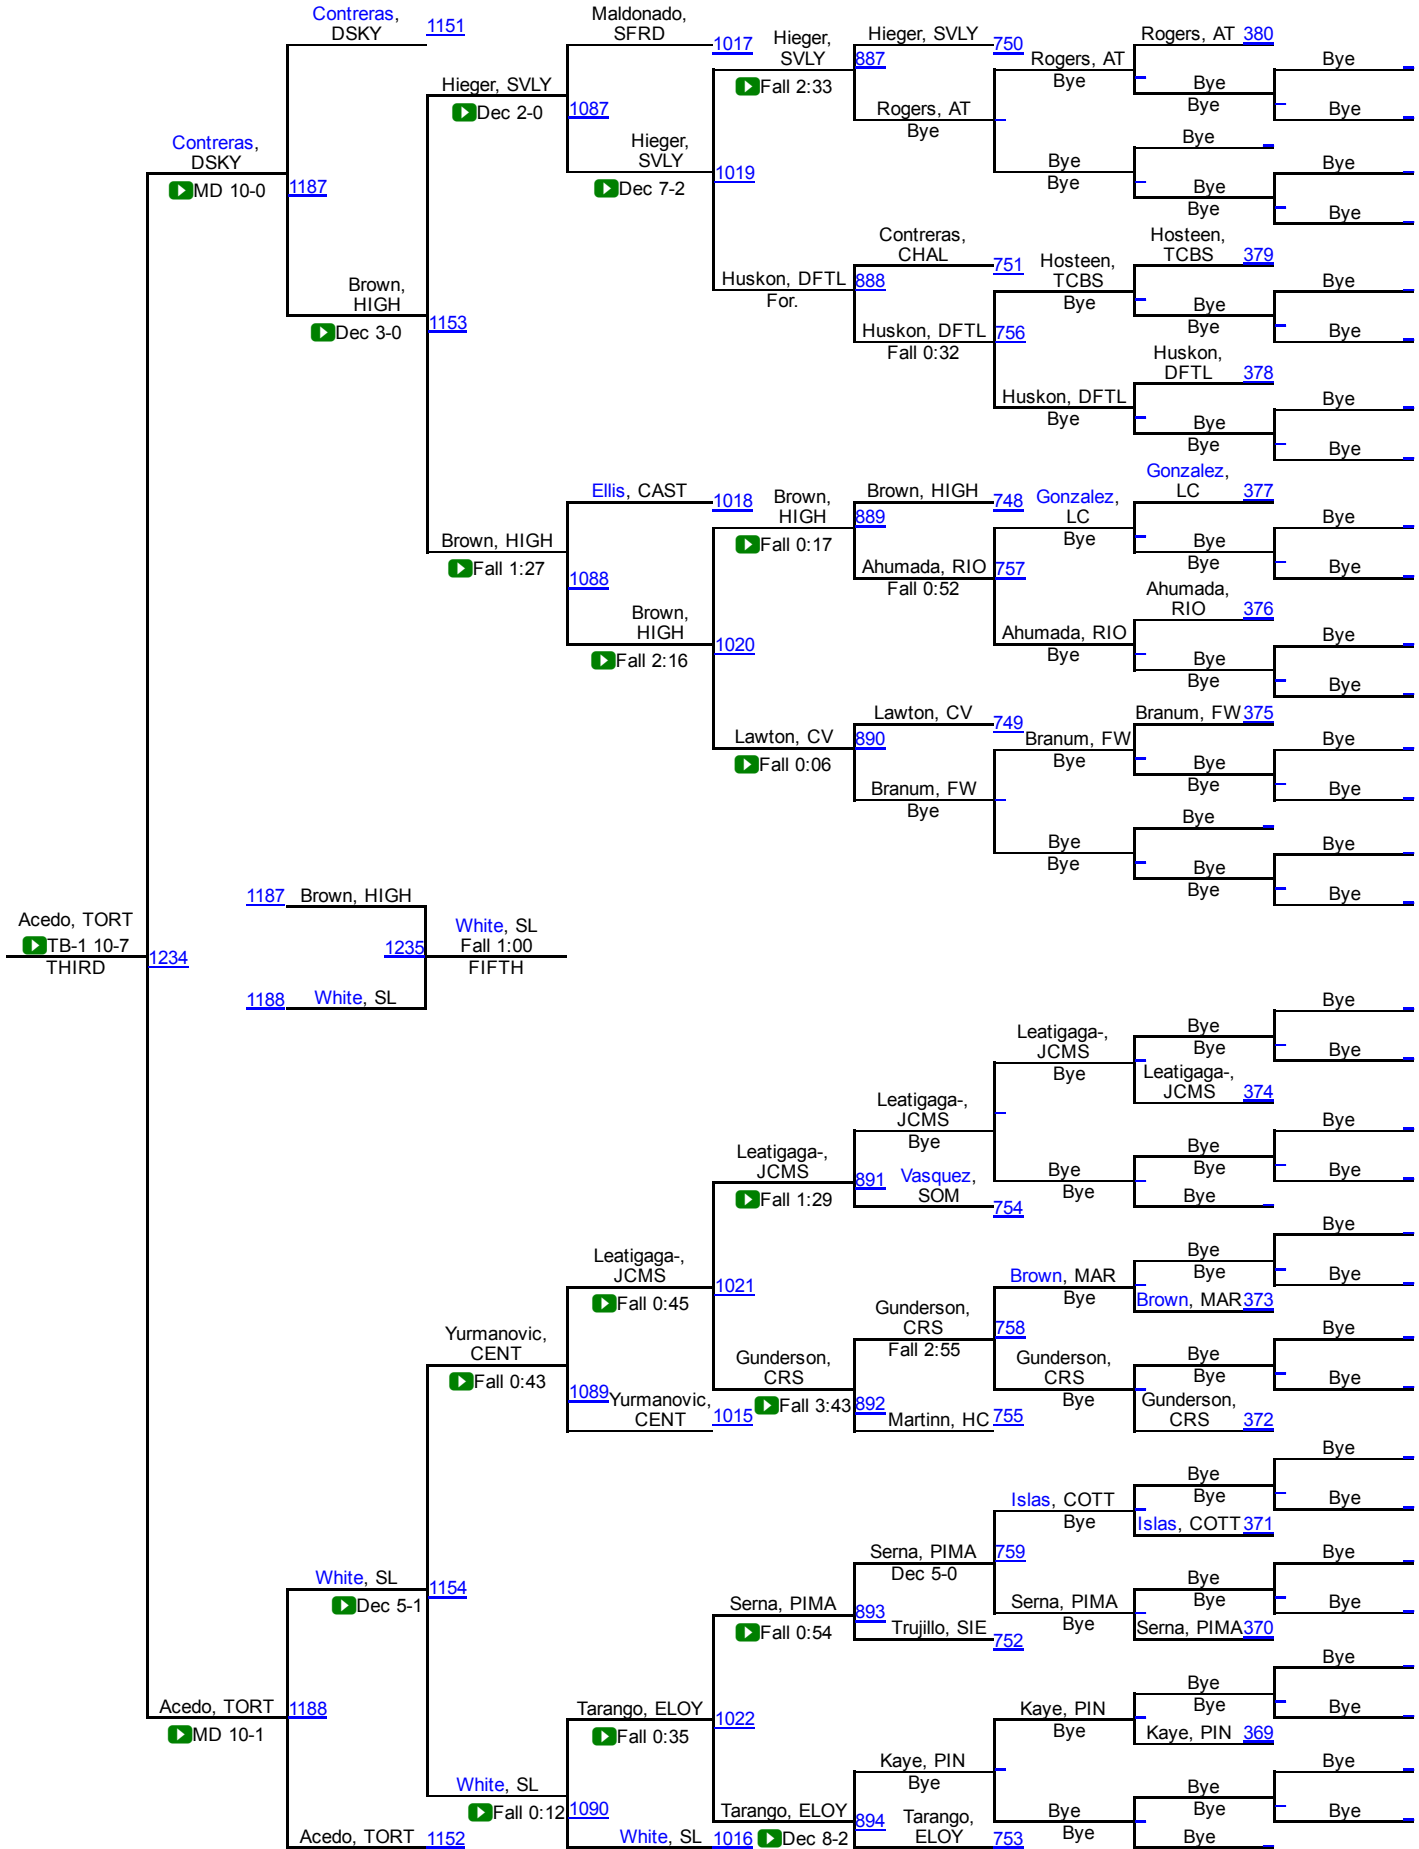 Contreras,
DSKY
1151
Maldonado,
SFRD
1017
Hieger,
SVLY
Hieger, SVLY
750
Rogers, AT 380
Rogers, AT
Bye
Bye
887
Fall 2:33
Bye
Bye
Bye
Hieger, SVLY
Dec 2-0
1087
Rogers, AT
Bye
Contreras,
DSKY
MD 10-0
1187
Hieger,
SVLY
Dec 7-2
1019
Bye
Bye
Bye
Bye
Bye
Bye
Bye
Contreras,
CHAL
751
Hosteen,
TCBS
379
Hosteen,
TCBS
Bye
Huskon, DFTL
For.
888
Bye
Bye
Bye
Bye
Brown,
HIGH
Dec 3-0
1153
Huskon, DFTL
Fall 0:32
756
Huskon,
DFTL
378
Huskon, DFTL
Bye
Bye
Bye
Bye
Bye
Ellis, CAST
1018
Brown,
HIGH
Fall 0:17
Brown, HIGH
748
889
Gonzalez,
LC
377
Gonzalez,
LC
Bye
Bye
Bye
Bye
Bye
Brown, HIGH
Fall 1:27
1088
Ahumada, RIO
Fall 0:52
757
Ahumada,
RIO
376
Brown,
HIGH
Fall 2:16
1020
Ahumada, RIO
Bye
Bye
Bye
Bye
Bye
Lawton, CV
749
Branum, FW
375
Lawton, CV
Fall 0:06
890
Branum, FW
Bye
Bye
Bye
Bye
Bye
Branum, FW
Bye
Bye
Bye
Bye
Bye
Bye
Bye
Bye
1187
Brown, HIGH
Acedo, TORT
TB-1 10-7
THIRD
1234
1235
White, SL
Fall 1:00
FIFTH
1188
White, SL
Bye
Bye
Bye
Bye
Leatigaga-,
JCMS
Bye
Leatigaga-,
JCMS
374
Leatigaga-,
JCMS
Bye
Leatigaga-,
JCMS
Fall 1:29
891
Vasquez,
SOM
754
Bye
Bye
Bye
Bye
Bye
Bye
Bye
Bye
Bye
Bye
Bye
Leatigaga-,
JCMS
Fall 0:45
1021
Brown, MAR
Bye
Brown, MAR
373
Gunderson,
CRS
Fall 2:55
758
Yurmanovic,
CENT
Fall 0:43
1089
Yurmanovic,
CENT
1015
Gunderson,
CRS
Fall 3:43
892
Martinn, HC
755
Gunderson,
CRS
Bye
Bye
Bye
Bye
Bye
Gunderson,
CRS
372
Bye
Bye
Bye
Bye
Islas, COTT
Bye
Islas, COTT
371
Serna, PIMA
Dec 5-0
759
White, SL
Dec 5-1
1154
Serna, PIMA
Fall 0:54
893
Trujillo, SIE
752
Serna, PIMA
Bye
Bye
Bye
Bye
Bye
Serna, PIMA
370
Acedo, TORT
MD 10-1
1188
Tarango, ELOY
Fall 0:35
1022
Kaye, PIN
Bye
Bye
Bye
Bye
Bye
Kaye, PIN
369
White, SL
Fall 0:12
1090
Kaye, PIN
Bye
Tarango, ELOY
Dec 8-2
894
Tarango,
ELOY
753
Bye
Bye
Bye
Bye
Bye
Bye
Bye
Acedo, TORT
1152
White, SL
1016